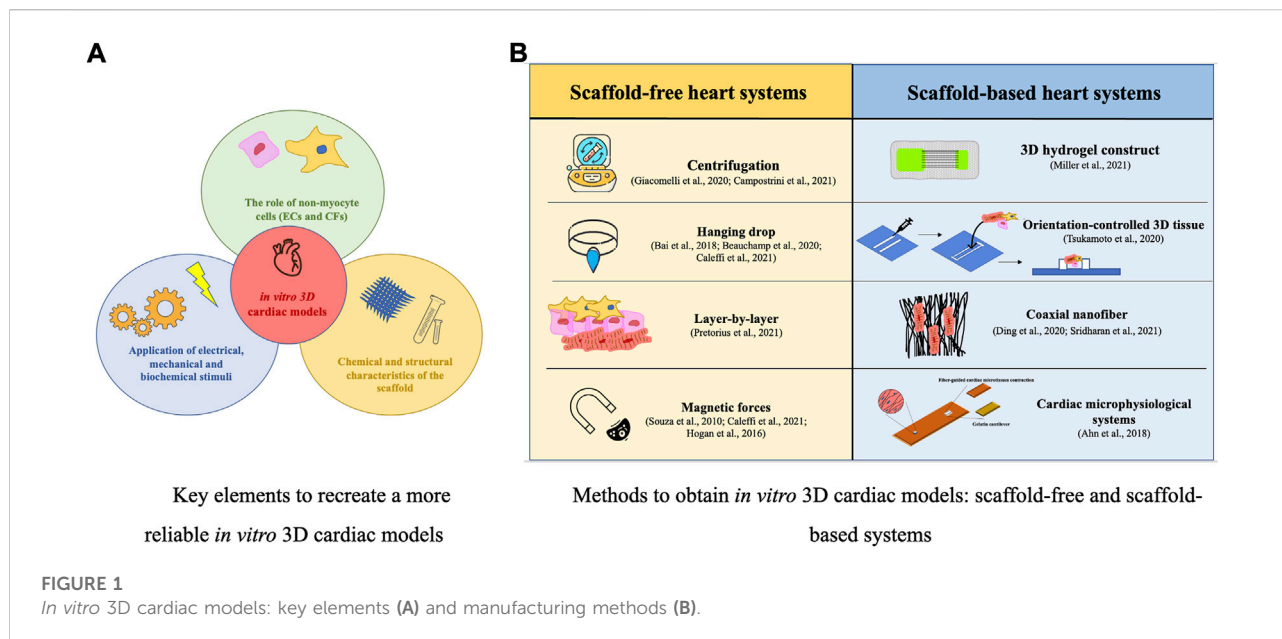 A
The role of non-myocyte
cells (ECs and CFs)
in vitro 3D
cardiac models
Application of electrical,
mechanical and
biochemical stimuli
Chemical and structural
characteristics of the
scaffold
Key elements to recreate a more
reliable in vitro 3D cardiac models
B
Scaffold-free heart systems
Scaffold-based heart systems
Centrifugation
(Giacomelli et al., 2020; Campostrini et al., 2021)
3D hydrogel construct
(Miller et al., 2021)
Hanging drop
(Bai et al., 2018; Beauchamp et al., 2020;
Caleffi et al., 2021)
Orientation-controlled 3D tissue
(Tsukamoto et al., 2020)
Layer-by-layer
(Pretorius et al., 2021)
Coaxial nanofiber
(Ding et al., 2020; Sridharan et al., 2021)
Magnetic forces
(Souza et al., 2010; Caleffi et al., 2021;
Hogan et al., 2016)
Fiber-guided cardiac microtissues contraction
Gelatin cantilever
Cardiac microphysiological
systems
(Ahn et al., 2018)
Methods to obtain in vitro 3D cardiac models: scaffold-free and scaffold-
based systems
FIGURE 1
In vitro 3D cardiac models: key elements (A) and manufacturing methods (B).